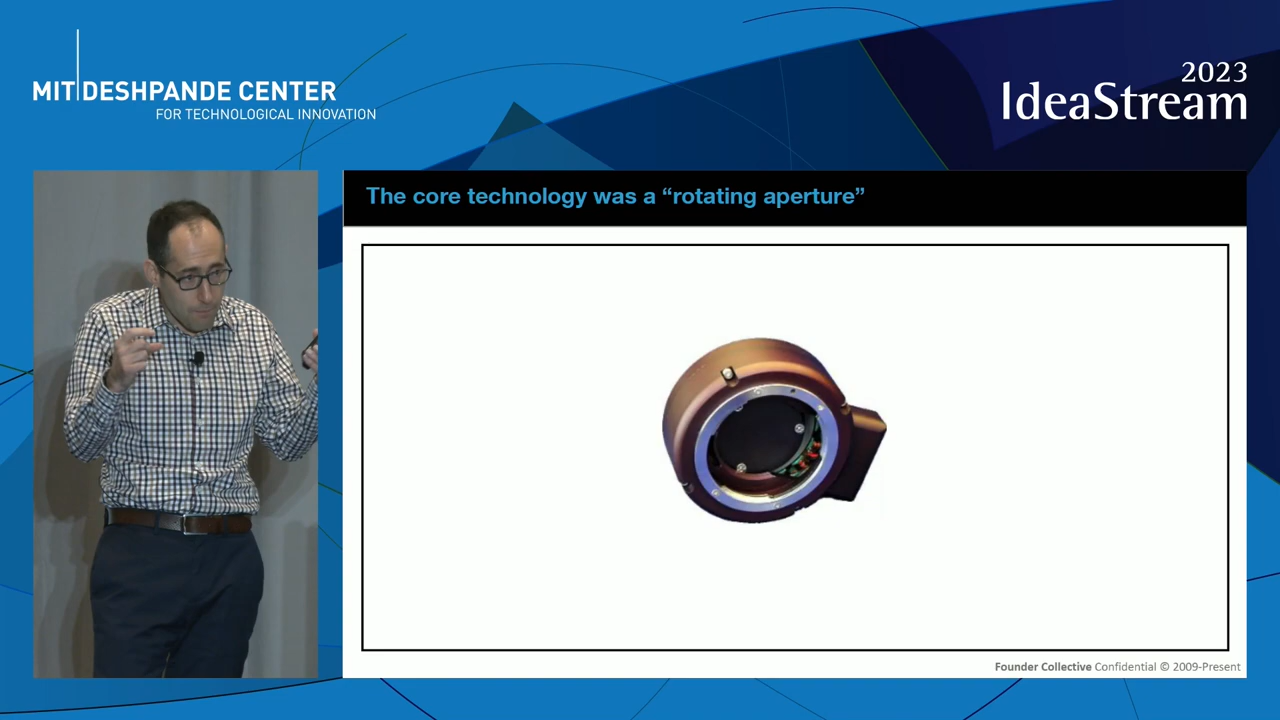 MIT DESHPANDE CENTER
FOR TECHNOLOGICAL INNOVATION
2023
IdeaStream
The core technology was a “rotating aperture”
Founder Collective Confidential © 2009-Present